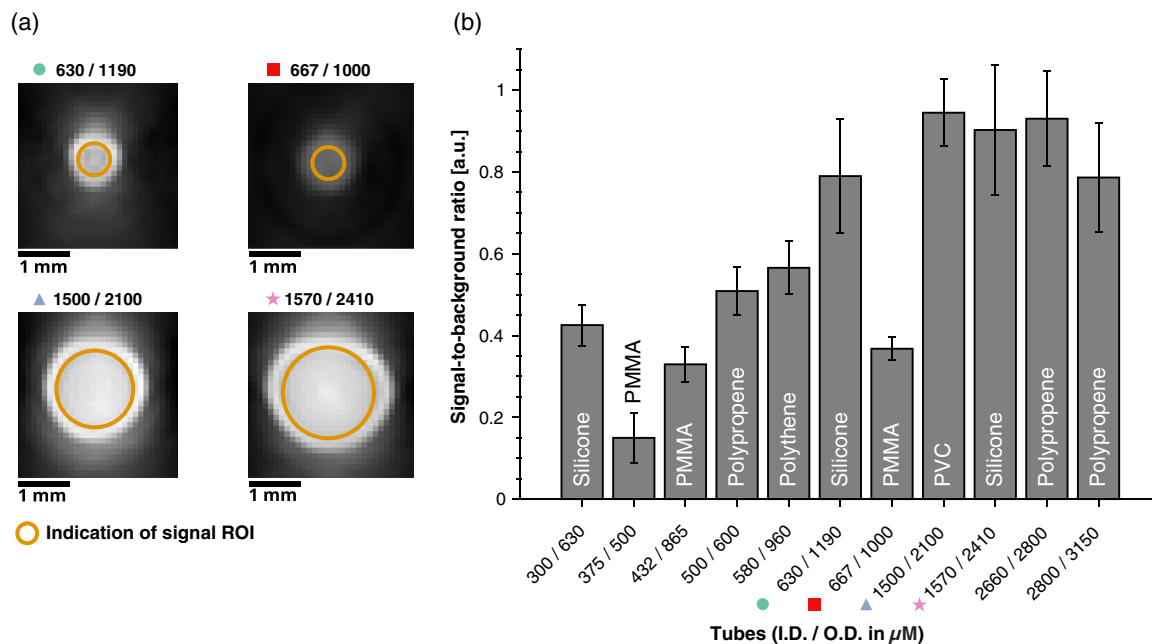 (a)
630 / 1190
667 / 1000
1 mm
1 mm
1500 / 2100
1570 / 2410
1 mm
1 mm
Indication of signal ROI
(b)
Signal-to-background ratio [a.u.]
1
0.8
0.6
0.4
0.2
0
Silicone
PMMA
PMMA
Polypropene
Polythene
Silicone
PMMA
PVC
Silicone
Polypropene
Polypropene
300 / 630
375 / 500
432 / 865
500 / 600
580 / 960
630 / 1190
667 / 1000
1500 / 2100
1570 / 2410
2660 / 2800
2800 / 3150
Tubes (I.D. / O.D. in µM)